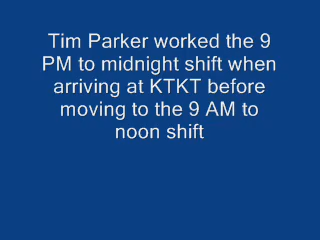 Tim Parker worked the 9
PM to midnight shift when
arriving at KTKT before
moving to the 9 AM to
noon shift